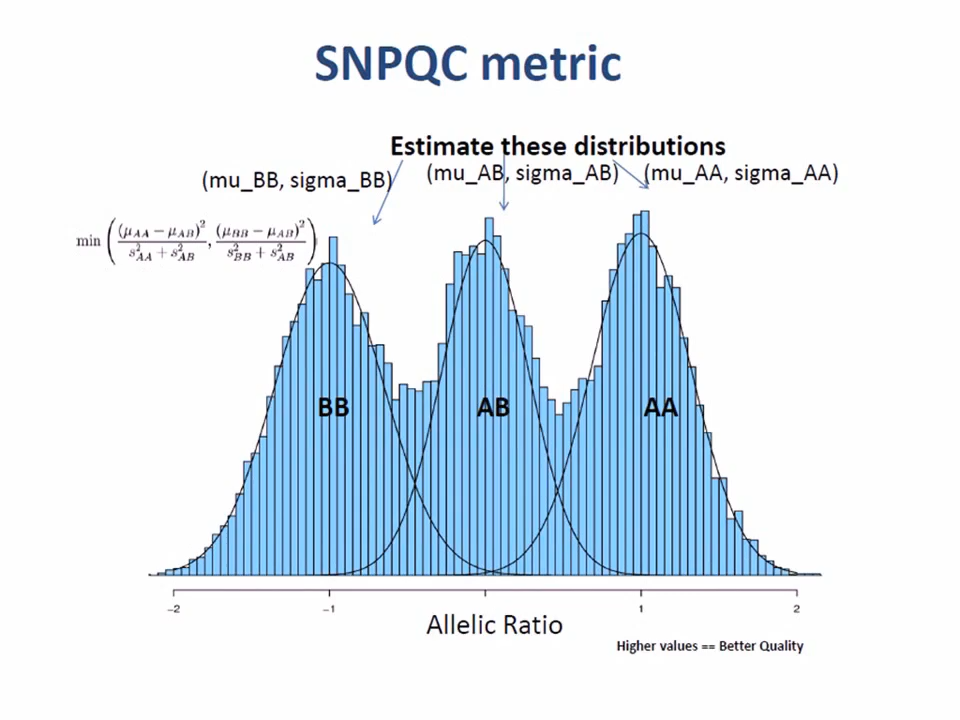 SNPQC metric
Estimate these distributions
(mu_BB, sigma_BB) (mu_AB, sigma_AB) (mu_AA, sigma_AA)
min ( (μ_AA − μ_AB)² / s²_AA + s²_AB , (μ_BB − μ_AB)² / s²_BB + s²_AB )
BB AB AA
−2 −1 1 2
Allelic Ratio
Higher values == Better Quality